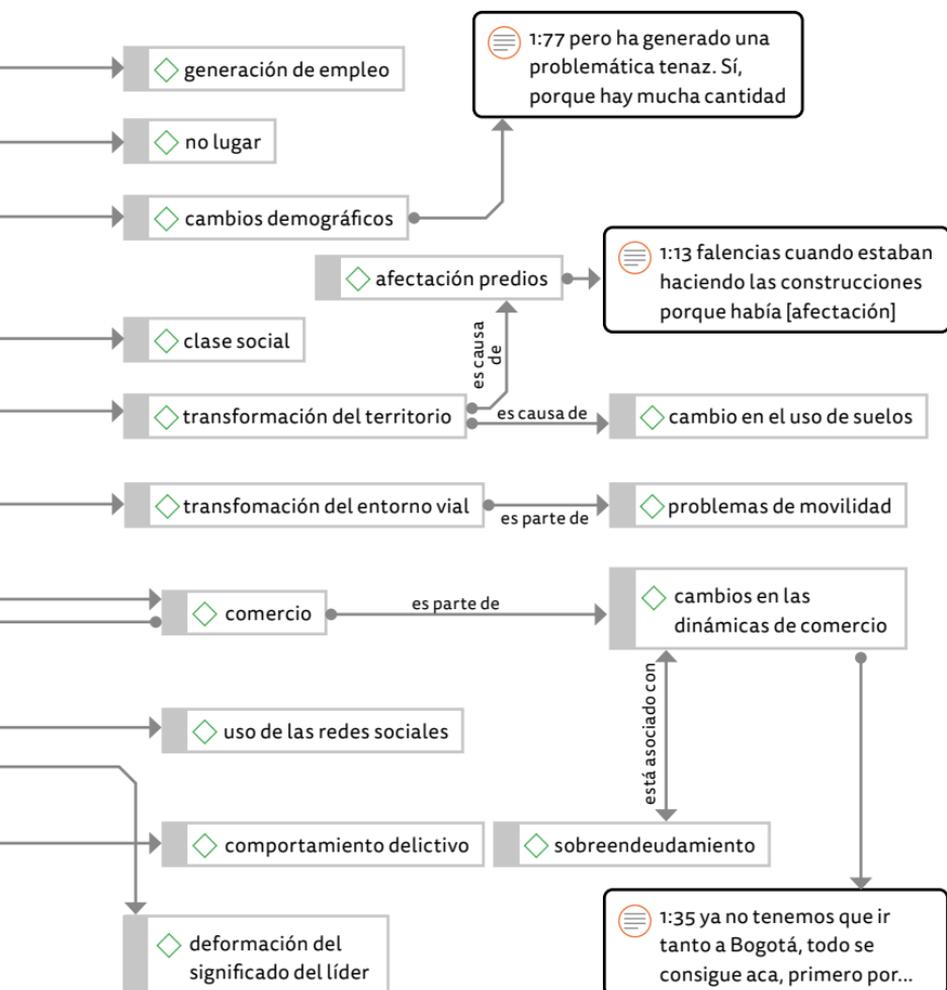 1:77 pero ha generado una
problemática tenaz. Sí,
porque hay mucha cantidad
generación de empleo
no lugar
cambios demográficos
afectación predios
1:13 falencias cuando estaban
haciendo las construcciones
porque había [afectación]
clase social
es causa
de
transformación del territorio
es causa de
cambio en el uso de suelos
transfomación del entorno vial
es parte de
problemas de movilidad
comercio
es parte de
cambios en las
dinámicas de comercio
está asociado con
uso de las redes sociales
comportamiento delictivo
sobreendeudamiento
deformación del
significado del líder
1:35 ya no tenemos que ir
tanto a Bogotá, todo se
consigue aca, primero por...